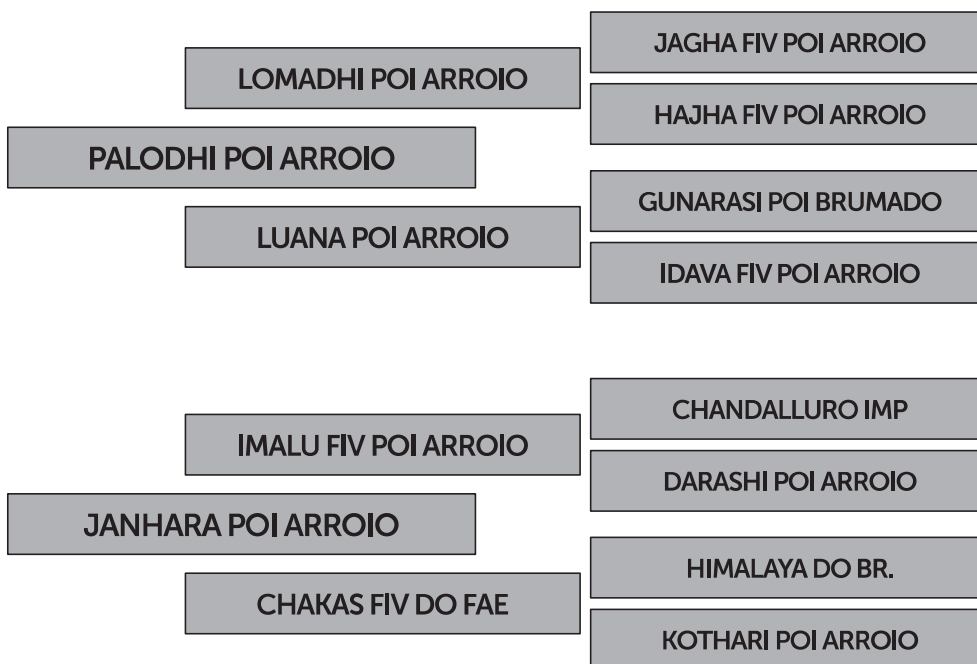 JAGHA FIV POI ARROIO
LOMADHI POI ARROIO
HAJHA FIV POI ARROIO
PALODHI POI ARROIO
GUNARASI POI BRUMADO
LUANA POI ARROIO
IDAVA FIV POI ARROIO
CHANDALLURO IMP
IMALU FIV POI ARROIO
DARASHI POI ARROIO
JANHARA POI ARROIO
HIMALAYA DO BR.
CHAKAS FIV DO FAE
KOTHARI POI ARROIO